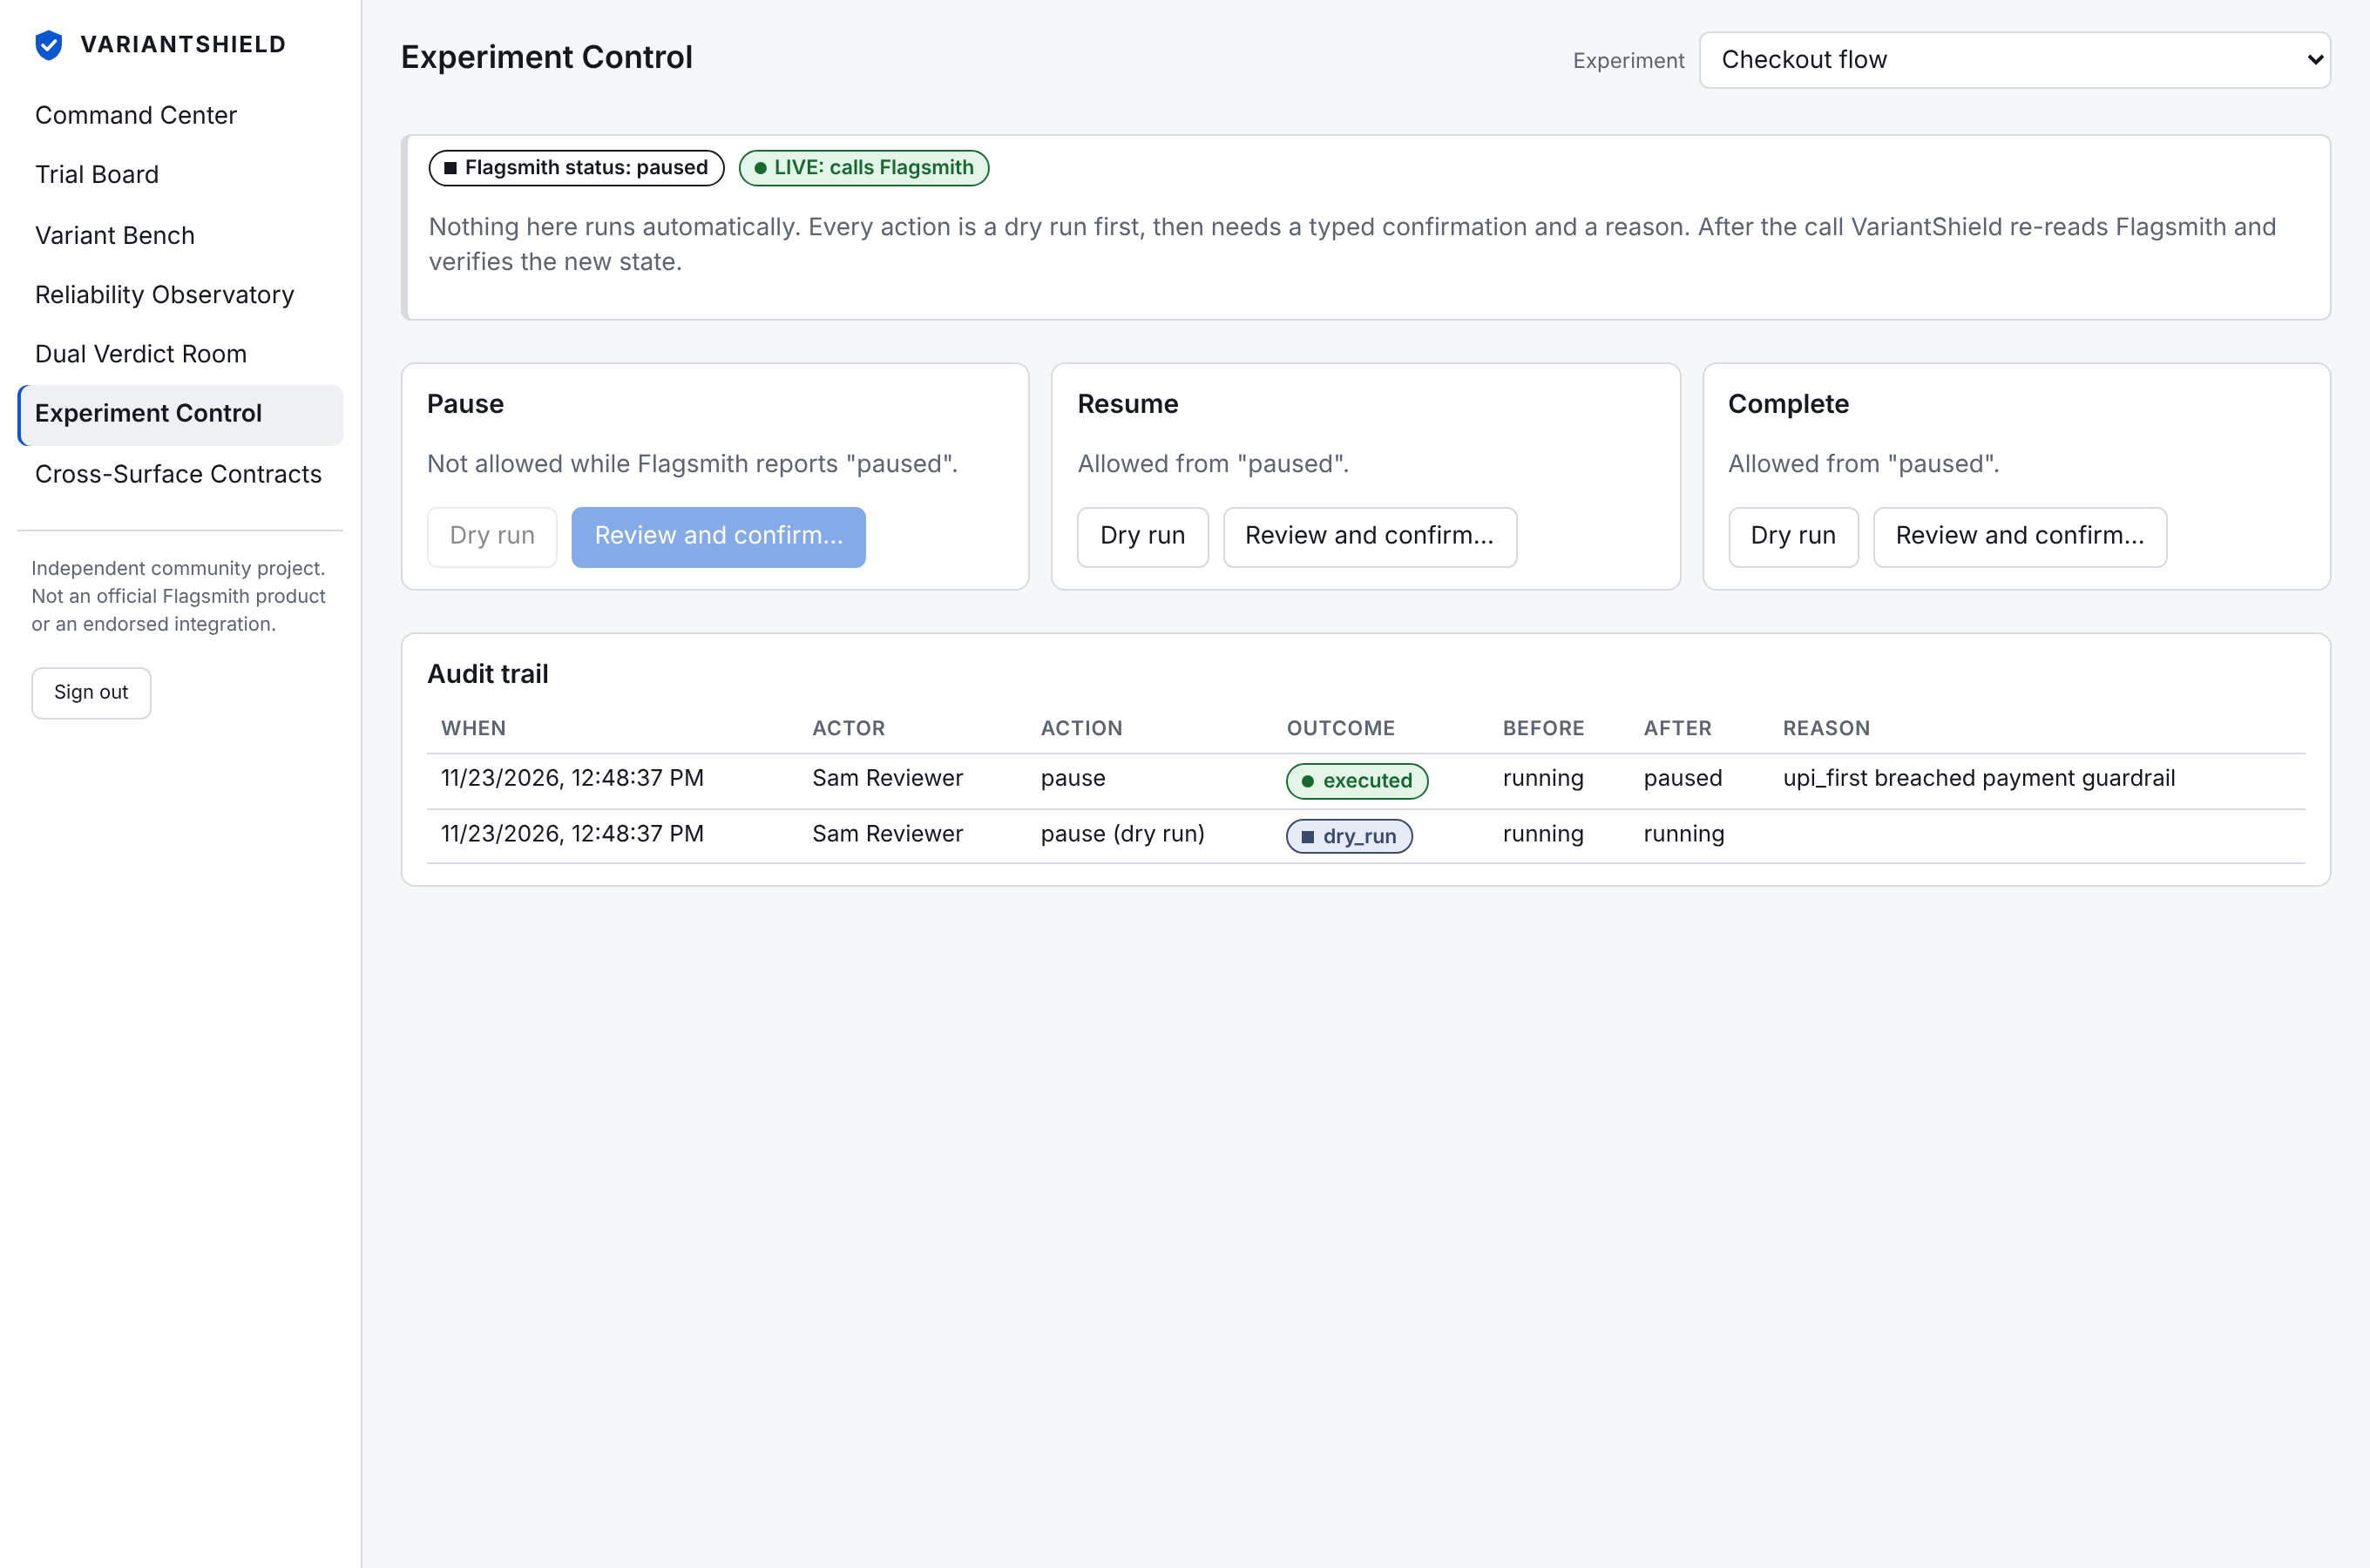 VARIANTSHIELD
Command Center
Trial Board
Variant Bench
Reliability Observatory
Dual Verdict Room
Experiment Control
Cross-Surface Contracts
Independent community project.
Not an official Flagsmith product
or an endorsed integration.
Sign out
Experiment Control
Experiment
Checkout flow
Flagsmith status: paused
LIVE: calls Flagsmith
Nothing here runs automatically. Every action is a dry run first, then needs a typed confirmation and a reason. After the call VariantShield re-reads Flagsmith and
verifies the new state.
Pause
Not allowed while Flagsmith reports "paused".
Dry run
Review and confirm...
Resume
Allowed from "paused".
Dry run
Review and confirm...
Complete
Allowed from "paused".
Dry run
Review and confirm...
Audit trail
WHEN ACTOR ACTION OUTCOME BEFORE AFTER REASON
11/23/2026, 12:48:37 PM Sam Reviewer pause executed running paused upi_first breached payment guardrail
11/23/2026, 12:48:37 PM Sam Reviewer pause (dry run) dry_run running running